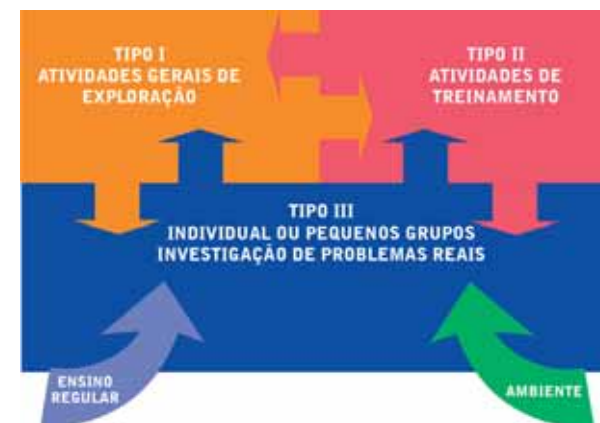 TIPO I
ATIVIDADES GERAIS DE
EXPLORAÇÃO
TIPO II
ATIVIDADES DE
TREINAMENTO
TIPO III
INDIVIDUAL OU PEQUENOS GRUPOS
INVESTIGAÇÃO DE PROBLEMAS REAIS
ENSINO
REGULAR
AMBIENTE